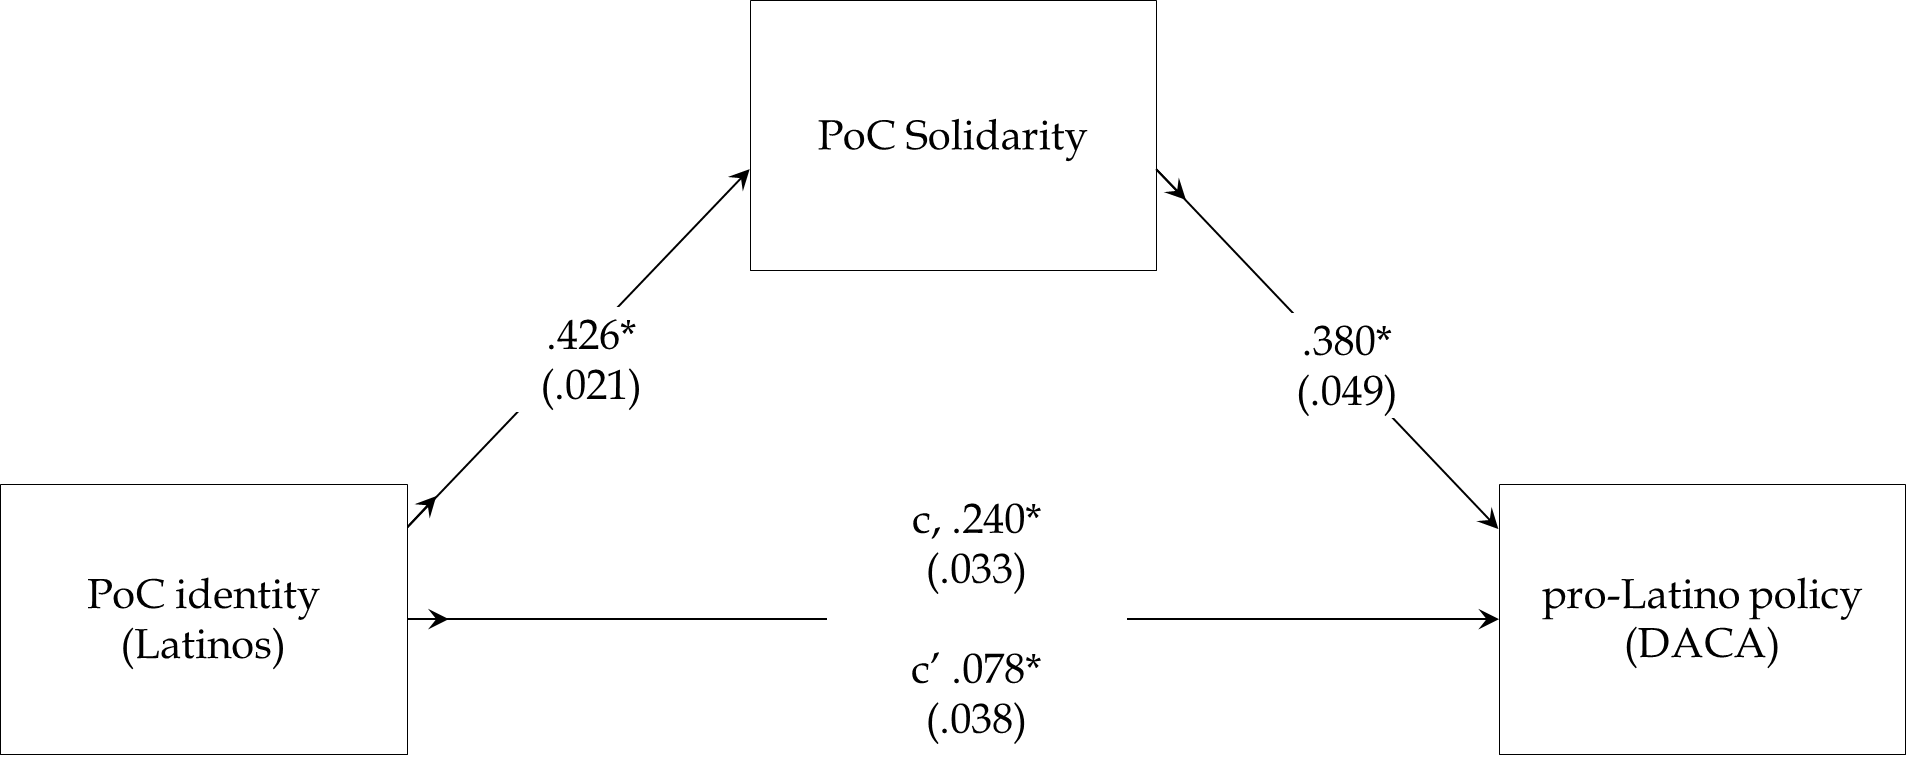 PoC Solidarity
.426*
(.021)
.380*
(.049)
c, .240*
(.033)
PoC identity
(Latinos)
pro-Latino policy
(DACA)
c′ .078*
(.038)